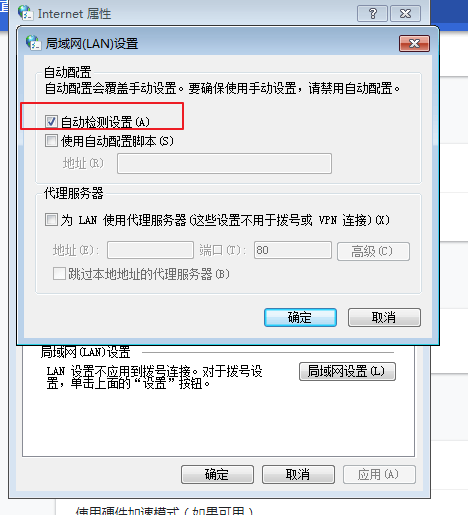 Internet 属性
局域网(LAN)设置
自动配置
自动配置会覆盖手动设置。要确保使用手动设置，请禁用自动配置。
自动检测设置(A)
使用自动配置脚本(S)
地址(R)
代理服务器
为 LAN 使用代理服务器(这些设置不用于拨号或 VPN 连接)(X)
地址(E): 端口(T): 80 高级(C)
跳过本地地址的代理服务器(B)
确定 取消
局域网(LAN)设置
LAN 设置不应用到拨号连接。对于拨号设 局域网设置(L)
置，单击上面的“设置”按钮。
确定 取消 应用(A)
使用硬件加速模式（如果可用）